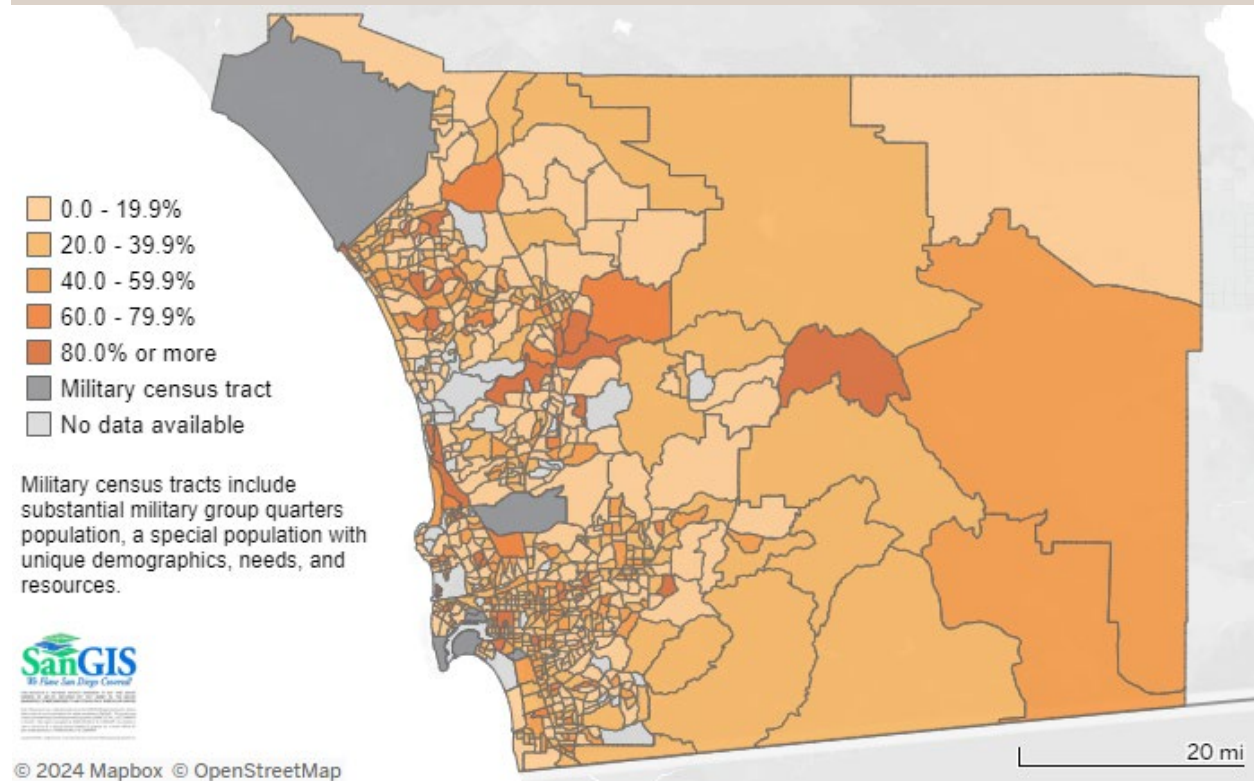 0.0 - 19.9%
20.0 - 39.9%
40.0 - 59.9%
60.0 - 79.9%
80.0% or more
Military census tract
No data available
Military census tracts include
substantial military group quarters
population, a special population with
unique demographics, needs, and
resources.
SanGIS
We Have San Diego Covered!
© 2024 Mapbox © OpenStreetMap
20 mi